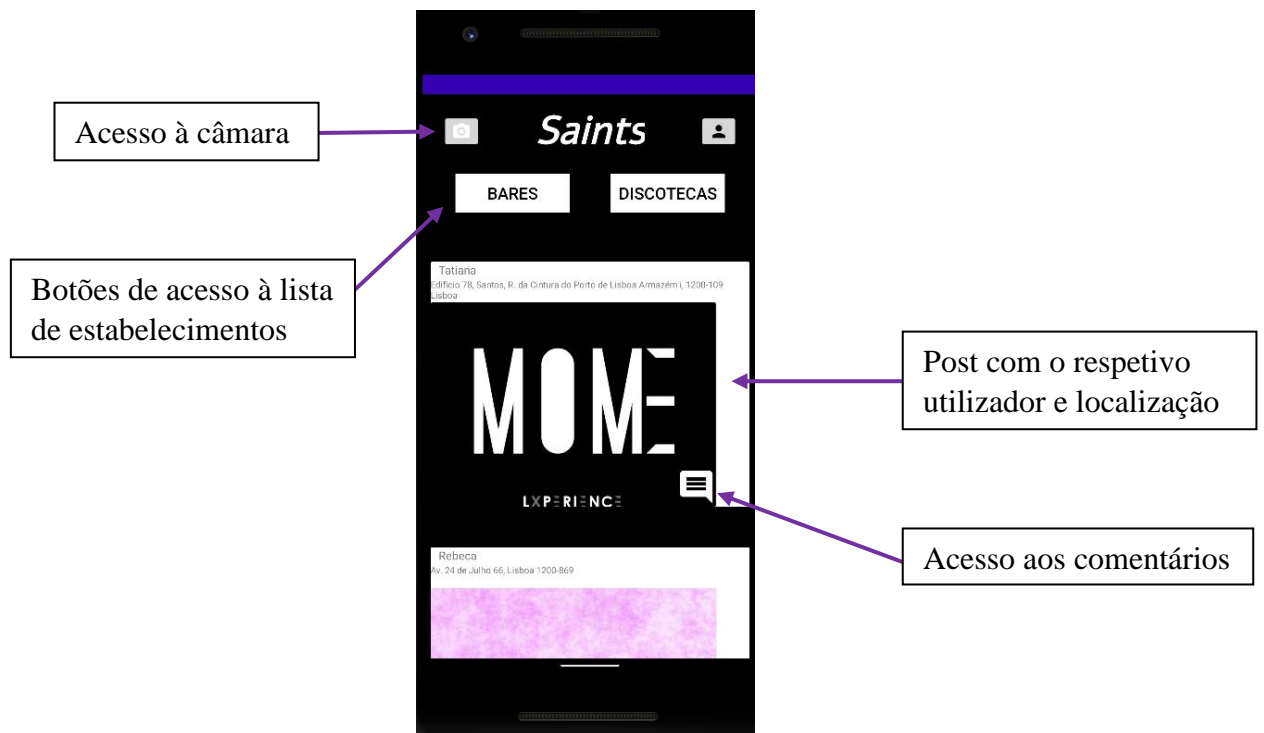 Acesso à câmara
Saints
BARES
DISCOTECAS
Botões de acesso à lista
de estabelecimentos
Tatiana
Edifício 78, Santos, R. da Cintura do Porto de Lisboa Armazém i, 1200-109
Lisboa
MOME
LXPERIENCE
Post com o respetivo
utilizador e localização
Acesso aos comentários
Rebeca
Av. 24 de Julho 66, Lisboa 1200-869